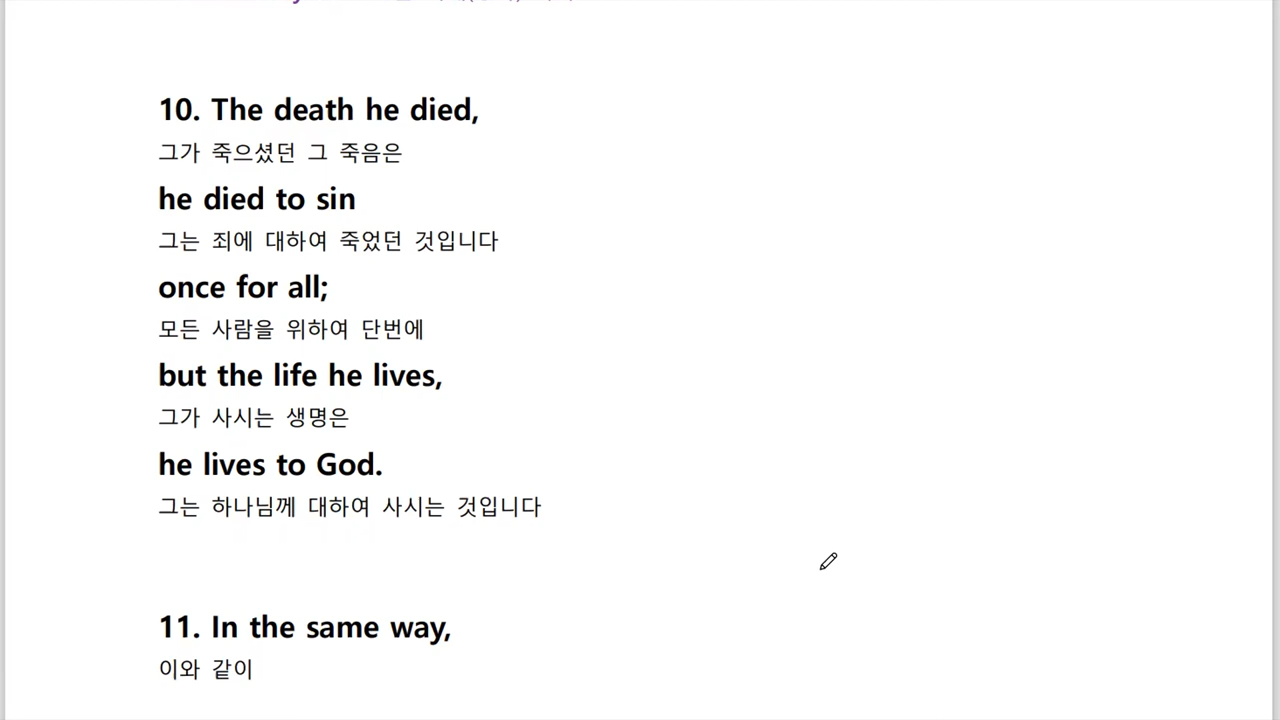 10. The death he died,
그가 죽으셨던 그 죽음은
he died to sin
그는 죄에 대하여 죽었던 것입니다
once for all;
모든 사람을 위하여 단번에
but the life he lives,
그가 사시는 생명은
he lives to God.
그는 하나님께 대하여 사시는 것입니다
11. In the same way,
이와 같이